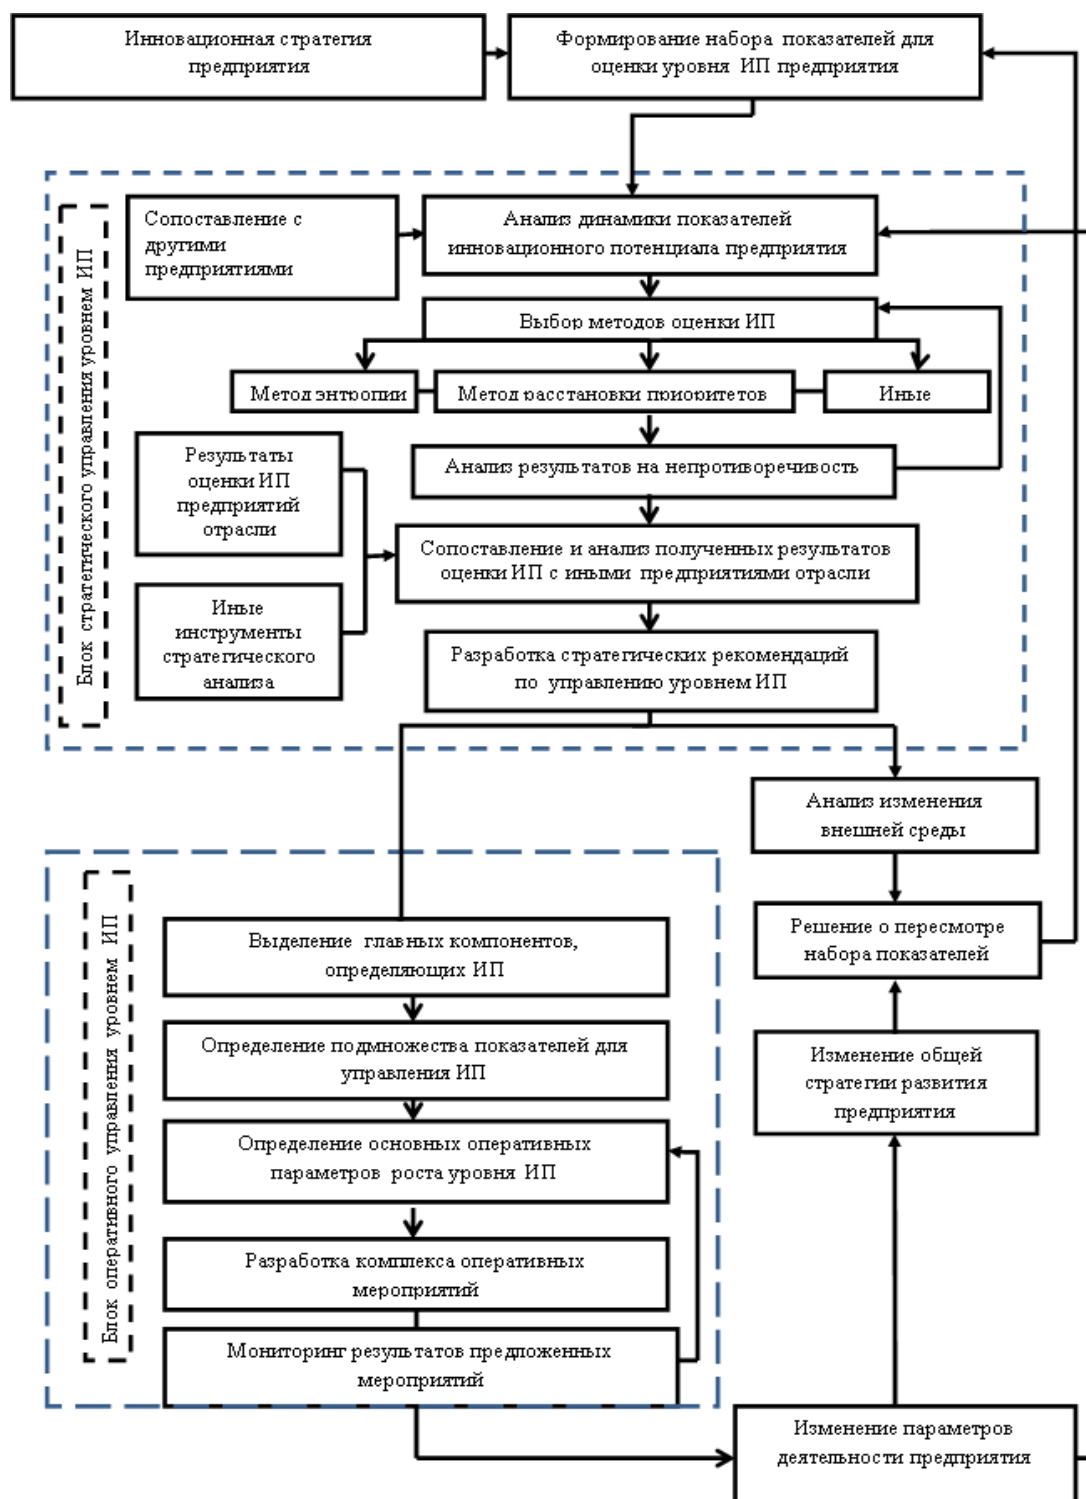 Инновационная стратегия
предприятия
Формирование набора показателей для
оценки уровня ИП предприятия
Блок стратегического управления уровнем ИП
Сопоставление с
другими
предприятиями
Анализ динамики показателей
инновационного потенциала предприятия
Выбор методов оценки ИП
Метод энтропии
Метод расстановки приоритетов
Иные
Результаты
оценки ИП
предприятий
отрасли
Анализ результатов на непротиворечивость
Сопоставление и анализ полученных результатов
оценки ИП с иными предприятиями отрасли
Иные
инструменты
стратегического
анализа
Разработка стратегических рекомендаций
по управлению уровнем ИП
Анализ изменения
внешней среды
Блок оперативного управления уровнем ИП
Выделение главных компонентов,
определяющих ИП
Решение о пересмотре
набора показателей
Определение подмножества показателей для
управления ИП
Изменение общей
стратегии развития
предприятия
Определение основных оперативных
параметров роста уровня ИП
Разработка комплекса оперативных
мероприятий
Мониторинг результатов предложенных
мероприятий
Изменение параметров
деятельности предприятия